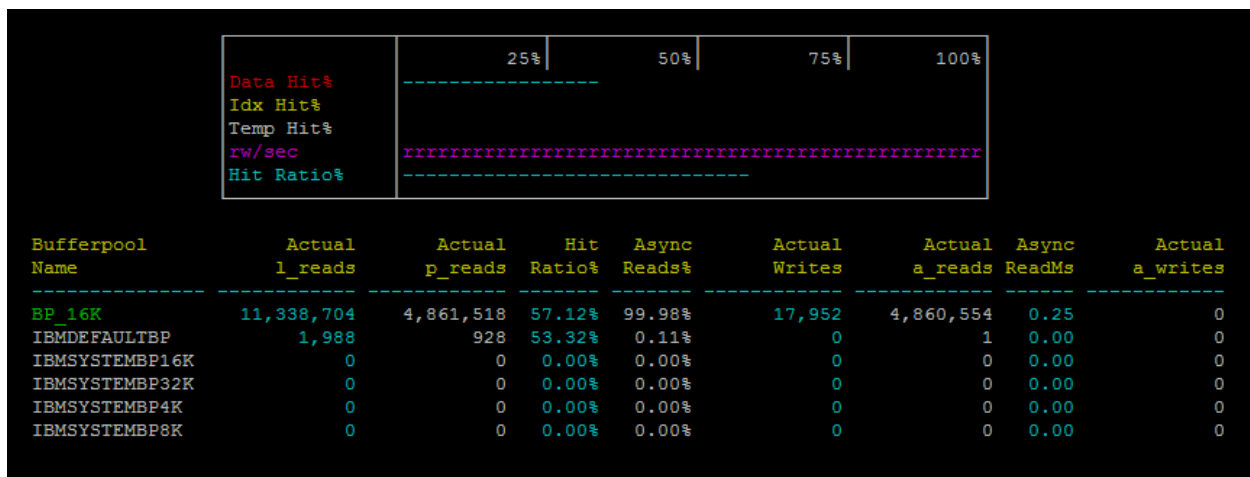 25%| 50%| 75%| 100%
Data Hit% -----------------
Idx Hit%
Temp Hit%
rw/sec rrrrrrrrrrrrrrrrrrrrrrrrrrrrrrrrrrrrrrrrrrrrrrrrrr
Hit Ratio% ------------------------------
Bufferpool Actual Actual Hit Async Actual Actual Async Actual
Name l_reads p_reads Ratio% Reads% Writes a_reads ReadMs a_writes
--------------- ------------ ------------ ------- ------- ------------ ------------ ------ ------------
BP_16K 11,338,704 4,861,518 57.12% 99.98% 17,952 4,860,554 0.25 0
IBMDEFAULTBP 1,988 928 53.32% 0.11% 0 1 0.00 0
IBMSYSTEMBP16K 0 0 0.00% 0.00% 0 0 0.00 0
IBMSYSTEMBP32K 0 0 0.00% 0.00% 0 0 0.00 0
IBMSYSTEMBP4K 0 0 0.00% 0.00% 0 0 0.00 0
IBMSYSTEMBP8K 0 0 0.00% 0.00% 0 0 0.00 0